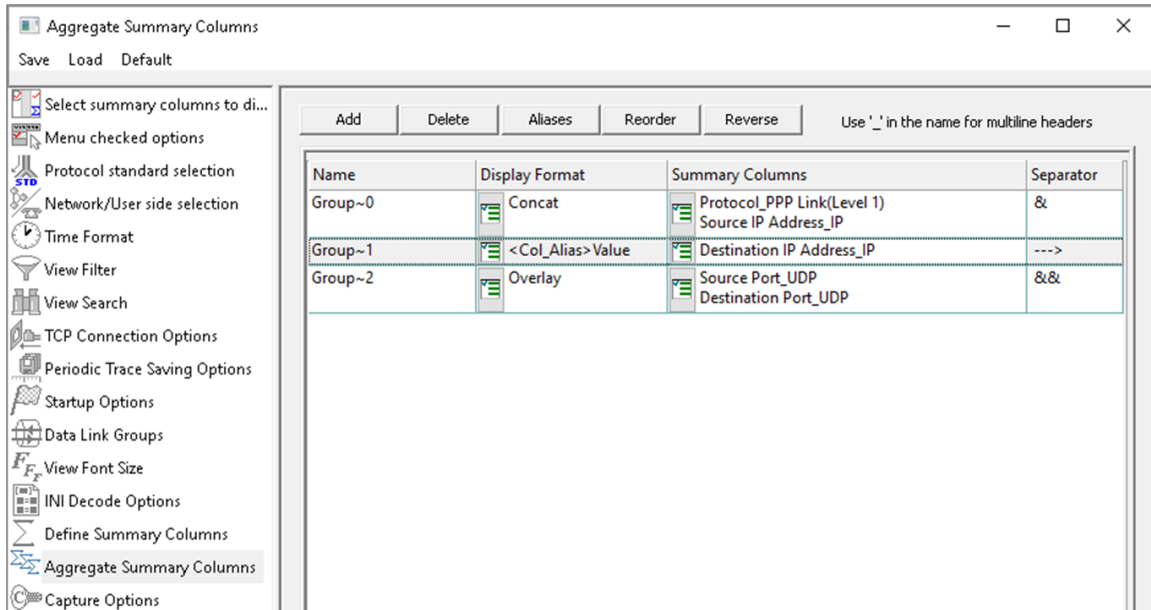 Aggregate Summary Columns
Save Load Default
Select summary columns to di...
Menu checked options
STD Protocol standard selection
Network/User side selection
Time Format
View Filter
View Search
TCP Connection Options
Periodic Trace Saving Options
Startup Options
Data Link Groups
FFF View Font Size
INI Decode Options
Define Summary Columns
Aggregate Summary Columns
C Capture Options
Add Delete Aliases Reorder Reverse Use '_' in the name for multiline headers
Name Display Format Summary Columns Separator
Group~0 Concat Protocol_PPP Link(Level 1) &
Source IP Address_IP
Group~1 <Col_Alias>Value Destination IP Address_IP --->
Group~2 Overlay Source Port_UDP &&
Destination Port_UDP